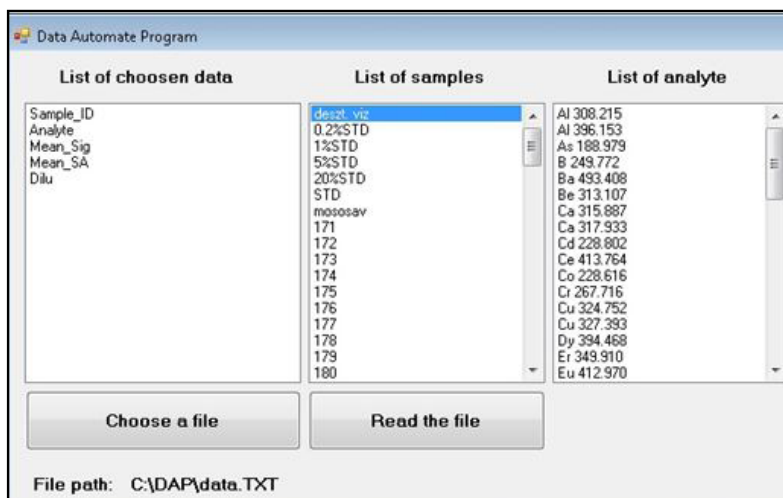 Data Automate Program
List of choosen data
Sample_ID
Analyte
Mean_Sig
Mean_SA
Dilu
List of samples
deszt. viz
0.2%STD
1%STD
5%STD
20%STD
STD
mososav
171
172
173
174
175
176
177
178
179
180
List of analyte
Al 308.215
Al 396.153
As 188.979
B 249.772
Ba 493.408
Be 313.107
Ca 315.887
Ca 317.933
Cd 228.802
Ce 413.764
Co 228.616
Cr 267.716
Cu 324.752
Cu 327.393
Dy 394.468
Er 349.910
Eu 412.970
Choose a file
Read the file
File path: C:\DAP\data.TXT